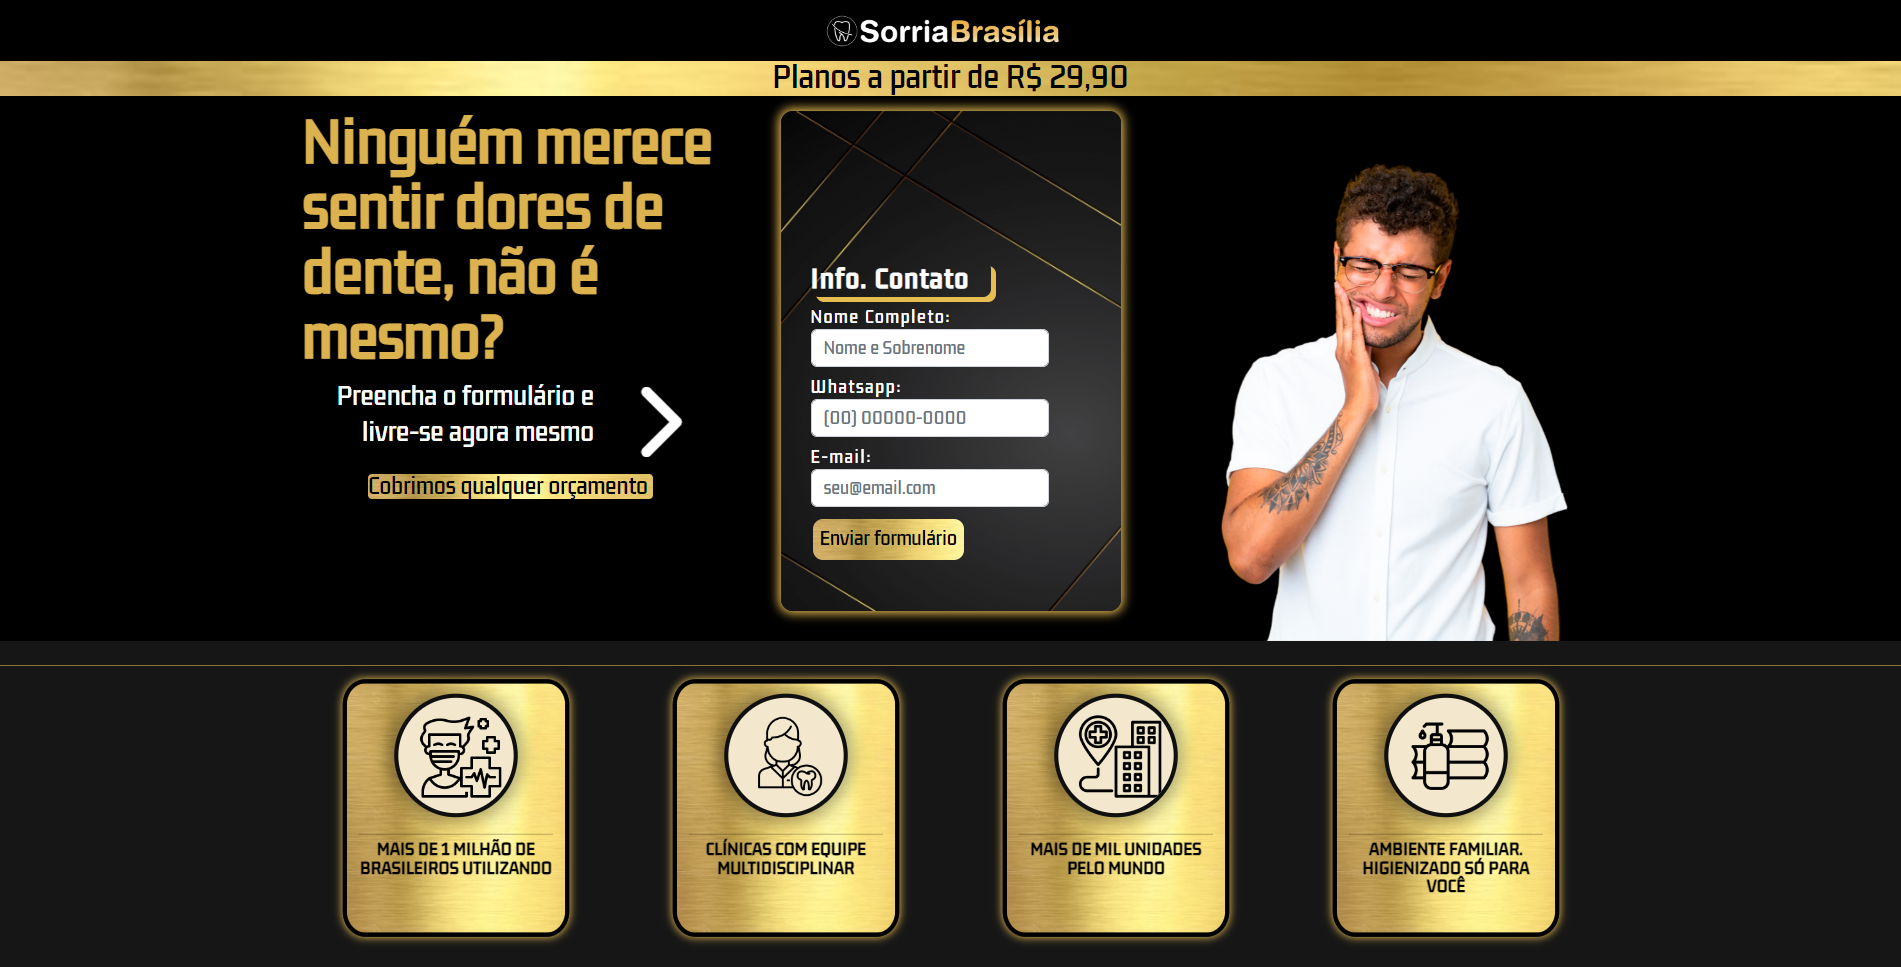 SorriaBrasília
Planos a partir de R$ 29,90
Ninguém merece
sentir dores de
dente, não é
mesmo?
Preencha o formulário e
livre-se agora mesmo
Cobrimos qualquer orçamento
Info. Contato
Nome Completo:
Nome e Sobrenome
Whatsapp:
(00) 00000-0000
E-mail:
seu@email.com
Enviar formulário
MAIS DE 1 MILHÃO DE
BRASILEIROS UTILIZANDO
CLÍNICAS COM EQUIPE
MULTIDISCIPLINAR
MAIS DE MIL UNIDADES
PELO MUNDO
AMBIENTE FAMILIAR.
HIGIENIZADO SÓ PARA
VOCÊ